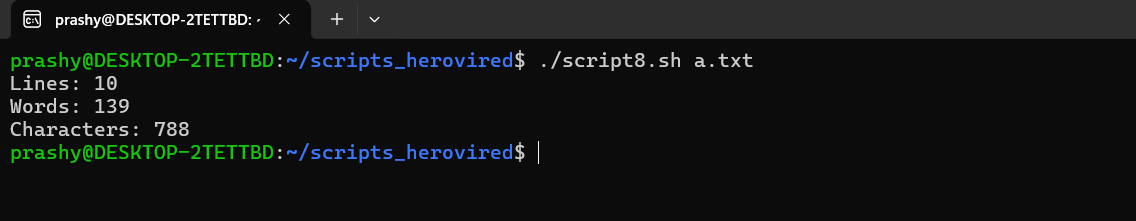 prashy@DESKTOP-2TETTBD: -
prashy@DESKTOP-2TETTBD:~/scripts_herovired$ ./script8.sh a.txt
Lines: 10
Words: 139
Characters: 788
prashy@DESKTOP-2TETTBD:~/scripts_herovired$